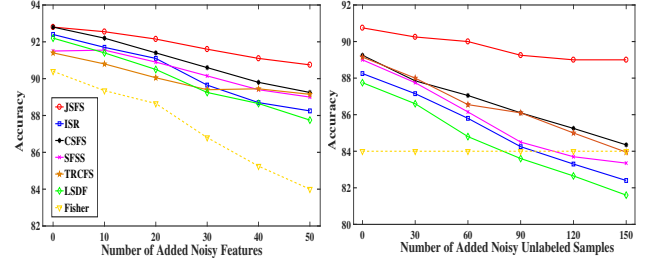 94
92
90
88
86
84
82
0
10
20
30
40
50
Accuracy
Number of Added Noisy Features
JSFS
ISR
CSFS
SFSS
TRCFS
LSDF
Fisher
92
90
88
86
84
82
80
0
30
60
90
120
150
Accuracy
Number of Added Noisy Unlabeled Samples